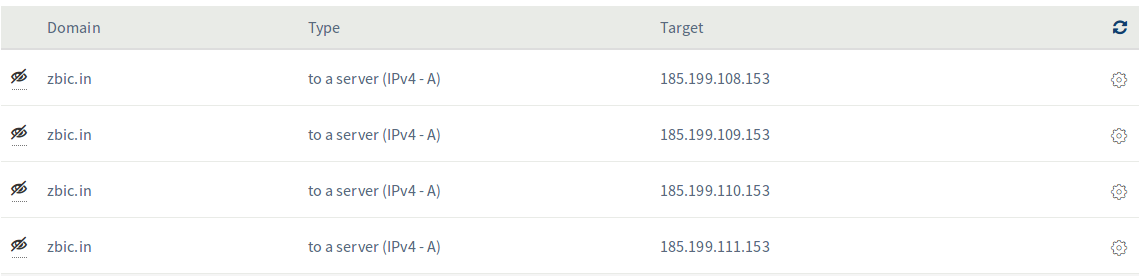 Domain Type Target
zbic.in to a server (IPv4 - A) 185.199.108.153
zbic.in to a server (IPv4 - A) 185.199.109.153
zbic.in to a server (IPv4 - A) 185.199.110.153
zbic.in to a server (IPv4 - A) 185.199.111.153